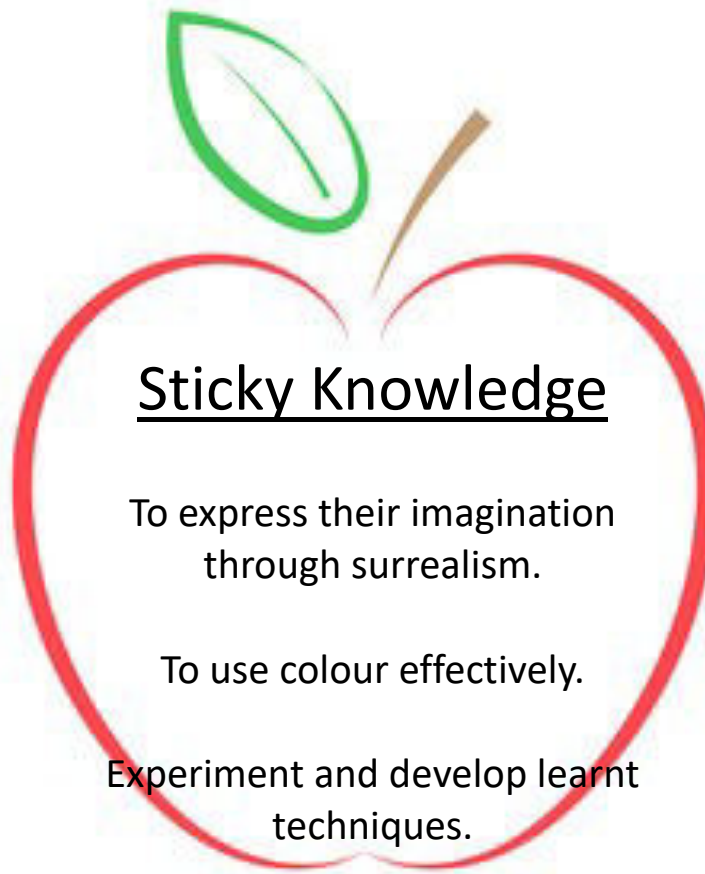 Sticky Knowledge
To express their imagination
through surrealism.
To use colour effectively.
Experiment and develop learnt
techniques.